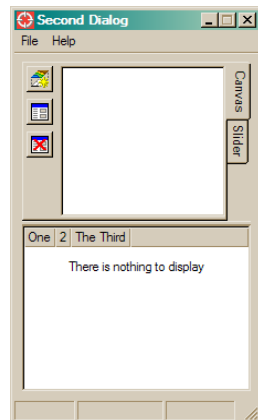 Second Dialog
File Help
Canvas
Slider
One 2 The Third
There is nothing to display